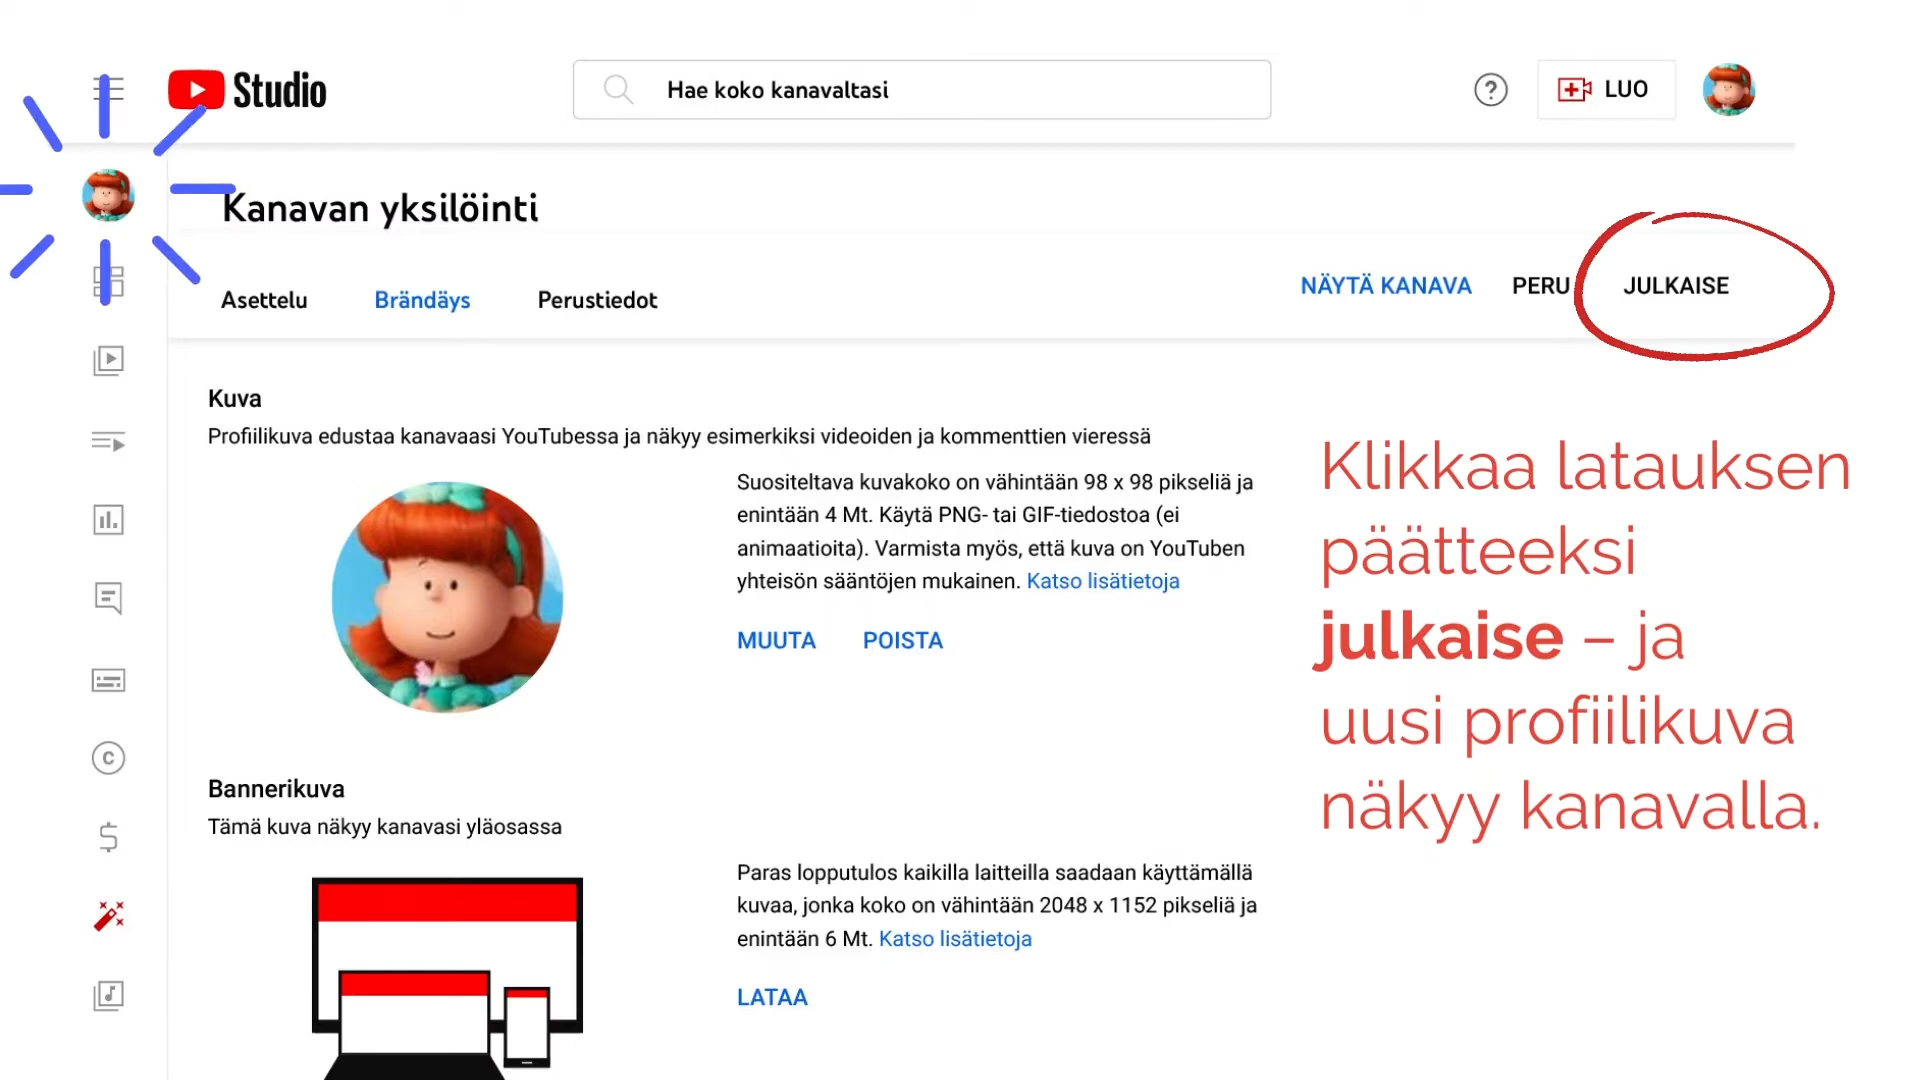 Studio
Hae koko kanavaltasi
?
LUO
Kanavan yksilöinti
Asettelu
Brändäys
Perustiedot
NÄYTÄ KANAVA
PERU
JULKAISE
Kuva
Profiilikuva edustaa kanavaasi YouTubessa ja näkyy esimerkiksi videoiden ja kommenttien vieressä
Suositeltava kuvakoko on vähintään 98 x 98 pikseliä ja
enintään 4 Mt. Käytä PNG- tai GIF-tiedostoa (ei
animaatioita). Varmista myös, että kuva on YouTuben
yhteisön sääntöjen mukainen. Katso lisätietoja
MUUTA
POISTA
Klikkaa latauksen
päätteeksi
julkaise – ja
uusi profiilikuva
näkyy kanavalla.
Bannerikuva
Tämä kuva näkyy kanavasi yläosassa
Paras lopputulos kaikilla laitteilla saadaan käyttämällä
kuvaa, jonka koko on vähintään 2048 x 1152 pikseliä ja
enintään 6 Mt. Katso lisätietoja
LATAA